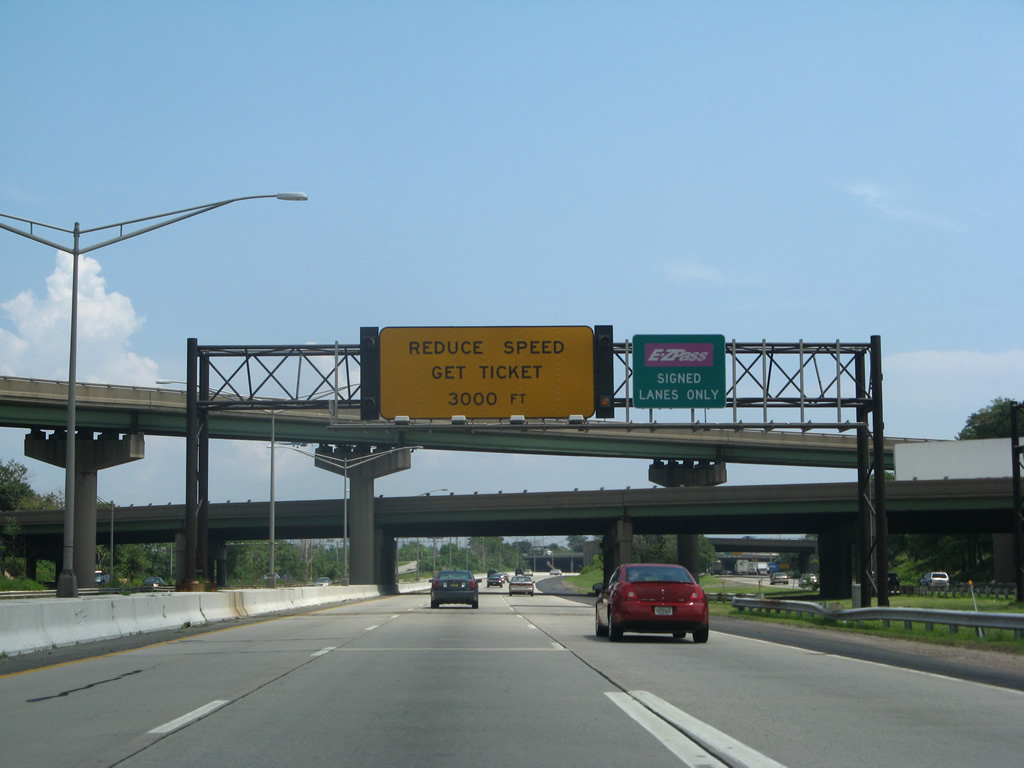 REDUCE SPEED
GET TICKET
3000 FT
E-ZPass
SIGNED
LANES ONLY